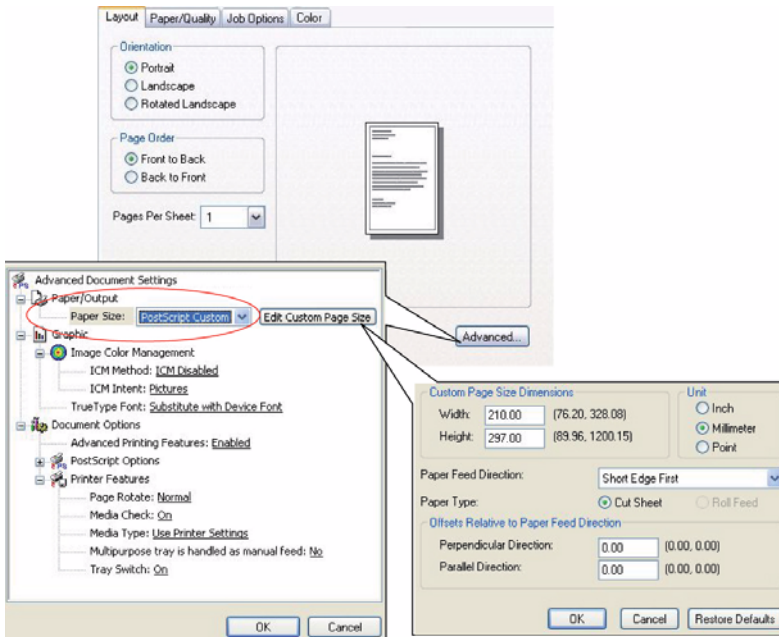 Layout Paper/Quality Job Options Color
Orientation
Portrait
Landscape
Rotated Landscape
Page Order
Front to Back
Back to Front
Pages Per Sheet: 1
Advanced...
Advanced Document Settings
Paper/Output
Paper Size: PostScript Custom Edit Custom Page Size
Graphic
Image Color Management
ICM Method: ICM Disabled
ICM Intent: Pictures
TrueType Font: Substitute with Device Font
Document Options
Advanced Printing Features: Enabled
PostScript Options
Printer Features
Page Rotate: Normal
Media Check: On
Media Type: Use Printer Settings
Multipurpose tray is handled as manual feed: No
Tray Switch: On
OK Cancel
Custom Page Size Dimensions
Width: 210.00 (76.20, 328.08)
Height: 297.00 (89.96, 1200.15)
Unit
Inch
Millimeter
Point
Paper Feed Direction: Short Edge First
Paper Type: Cut Sheet Roll Feed
Offsets Relative to Paper Feed Direction
Perpendicular Direction: 0.00 (0.00, 0.00)
Parallel Direction: 0.00 (0.00, 0.00)
OK Cancel Restore Defaults